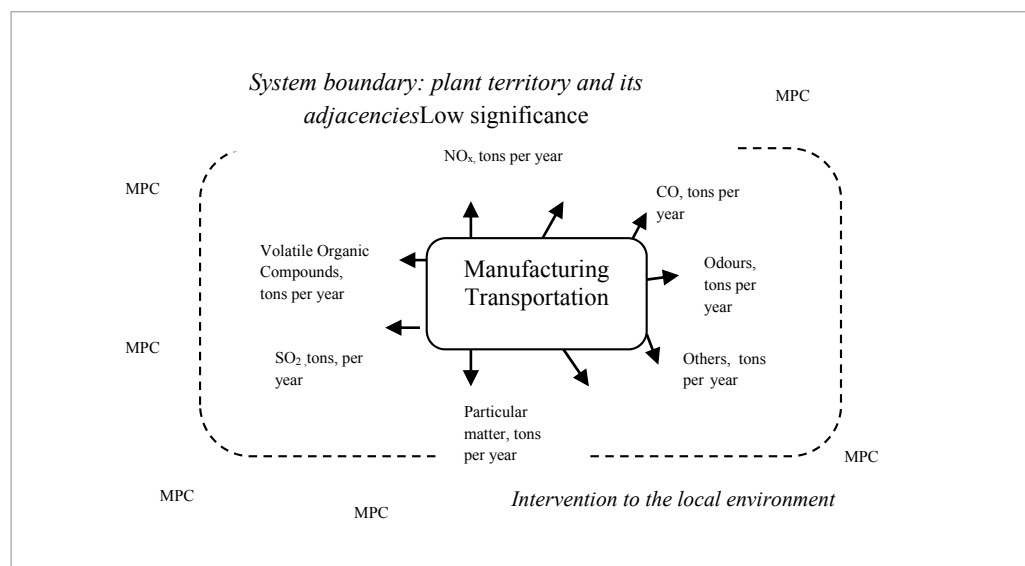 System boundary: plant territory and its
adjacenciesLow significance
MPC
NOx, tons per year
MPC
CO, tons per
year
Volatile Organic
Compounds,
tons per year
Manufacturing
Transportation
Odours,
tons per
year
MPC
SO2 ,tons, per
year
Others, tons
per year
Particular
matter, tons
per year
MPC
MPC
MPC
Intervention to the local environment